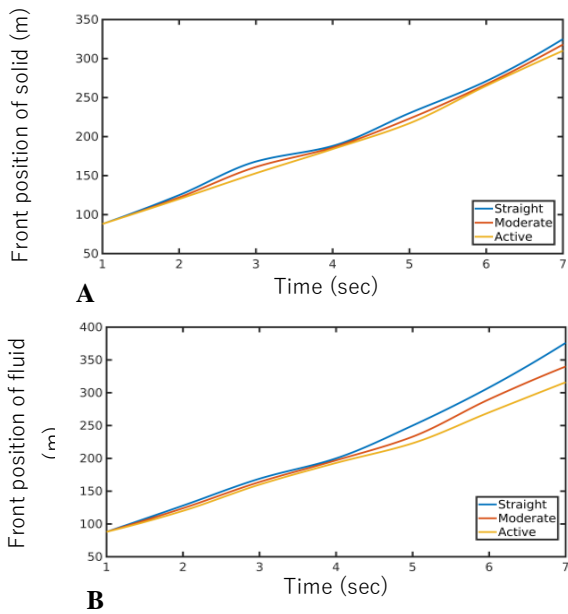 Front position of solid (m)
350
300
250
200
150
100
50
Straight
Moderate
Active
1 2 3 4 5 6 7
Time (sec)
A
Front position of fluid
(m)
400
350
300
250
200
150
100
50
Straight
Moderate
Active
1 2 3 4 5 6 7
Time (sec)
B